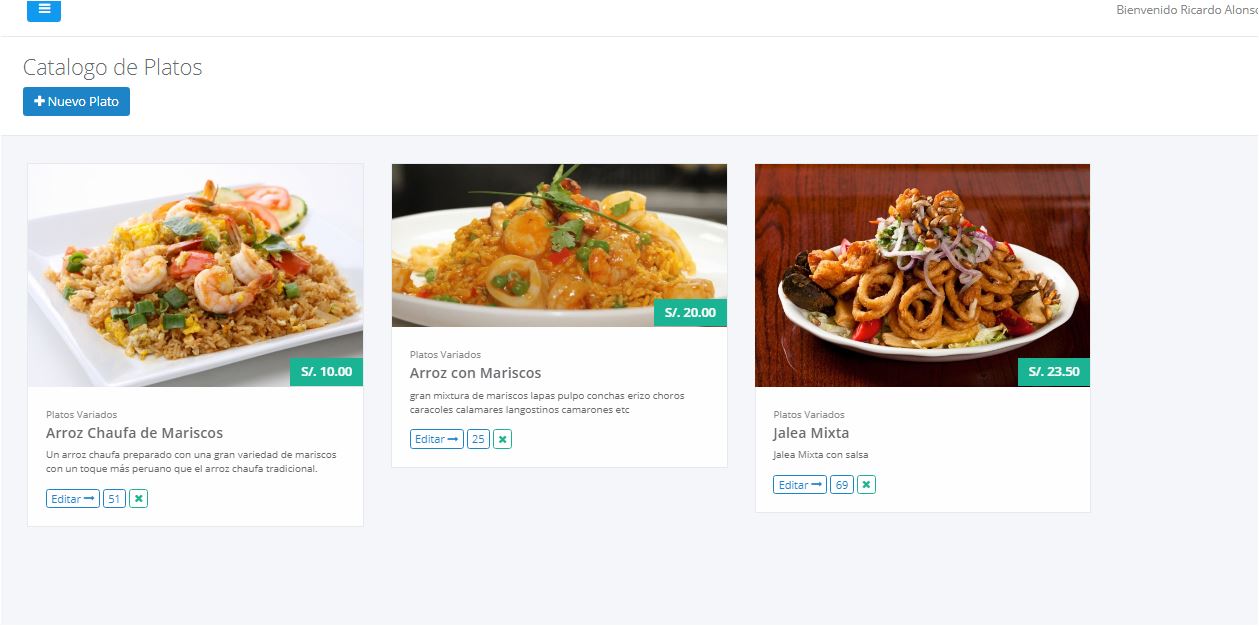 Bienvenido Ricardo Alonso
Catalogo de Platos
Nuevo Plato
S/. 10.00
Platos Variados
Arroz Chaufa de Mariscos
Un arroz chaufa preparado con una gran variedad de mariscos
con un toque más peruano que el arroz chaufa tradicional.
Editar
51
S/. 20.00
Platos Variados
Arroz con Mariscos
gran mixtura de mariscos lapas pulpo conchas erizo choros
caracoles calamares langostinos camarones etc
Editar
25
S/. 23.50
Platos Variados
Jalea Mixta
Jalea Mixta con salsa
Editar
69